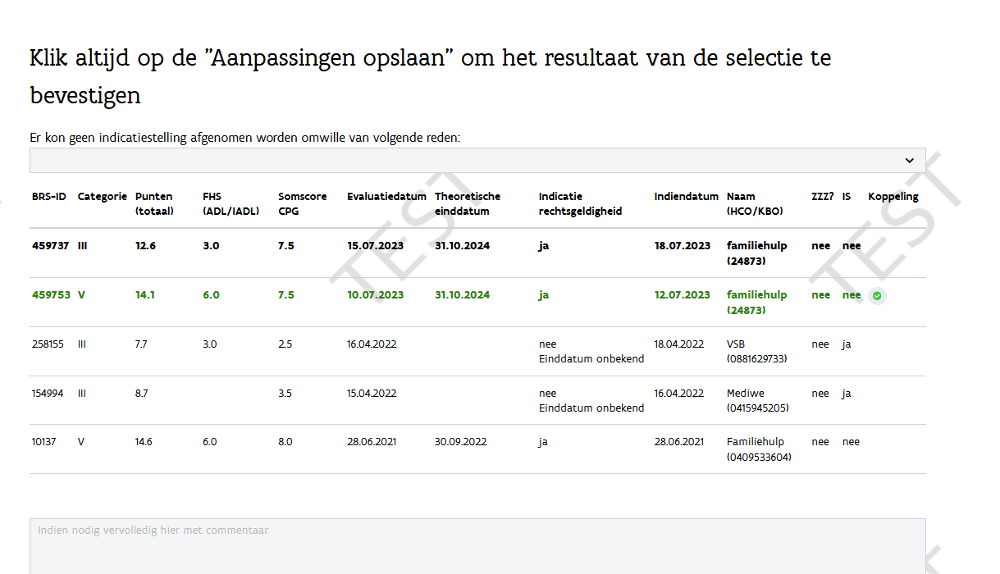 Klik altijd op de "Aanpassingen opslaan" om het resultaat van de selectie te
bevestigen
Er kon geen indicatiestelling afgenomen worden omwille van volgende reden:
BRS-ID Categorie Punten (totaal) FHS (ADL/IADL) Somscore CPG Evaluatiedatum Theoretische einddatum Indicatie rechtsgeldigheid Indiendatum Naam (HCO/KBO) ZZZ? IS Koppeling
459737 III 12.6 3.0 7.5 15.07.2023 31.10.2024 ja 18.07.2023 familiehulp (24873) nee nee
459753 V 14.1 6.0 7.5 10.07.2023 31.10.2024 ja 12.07.2023 familiehulp (24873) nee nee
258155 III 7.7 3.0 2.5 16.04.2022 nee Einddatum onbekend 18.04.2022 VSB (0881629733) nee ja
154994 III 8.7 3.5 15.04.2022 nee Einddatum onbekend 16.04.2022 Mediwe (0415945205) nee ja
10137 V 14.6 6.0 8.0 28.06.2021 30.09.2022 ja 28.06.2021 Familiehulp (0409533604) nee nee
Indien nodig vervolledig hier met commentaar
TEST
TEST